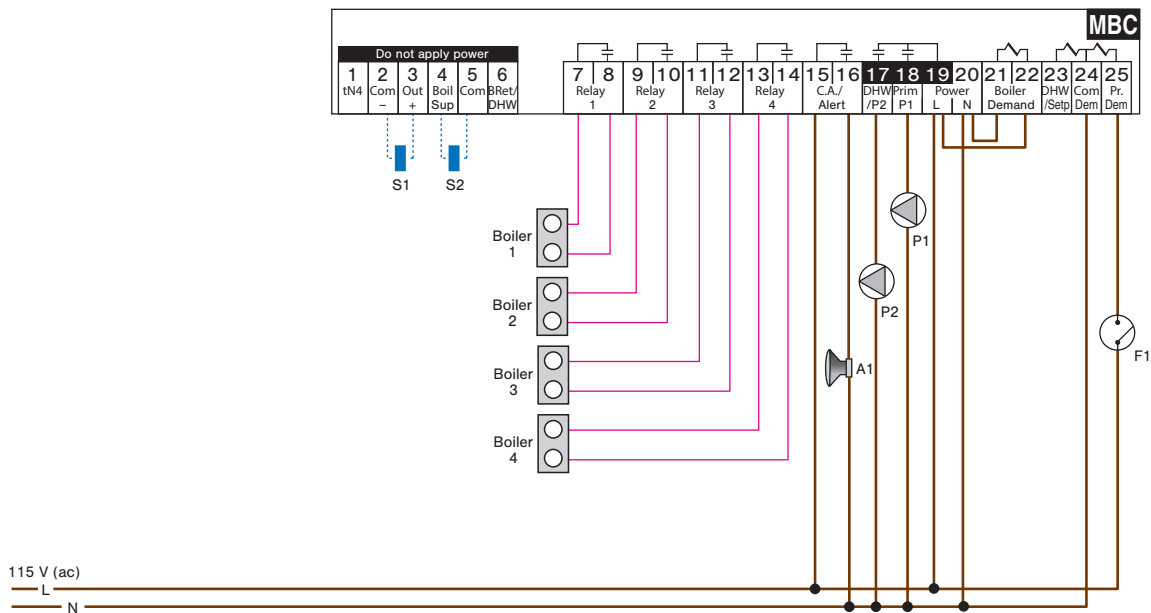 MBC
Do not apply power
1 2 3 4 5 6 7 8 9 10 11 12 13 14 15 16 17 18 19 20 21 22 23 24 25
tN4 Com Out Boil Com BRet/ Relay Relay Relay Relay C.A./ DHW Prim Power Boiler DHW Com Pr.
− + Sup DHW 1 2 3 4 Alert /P2 P1 L N Demand /Setp Dem Dem
S1 S2
Boiler
1
P1
Boiler
2
P2
F1
Boiler
3
A1
Boiler
4
115 V (ac)
L
N